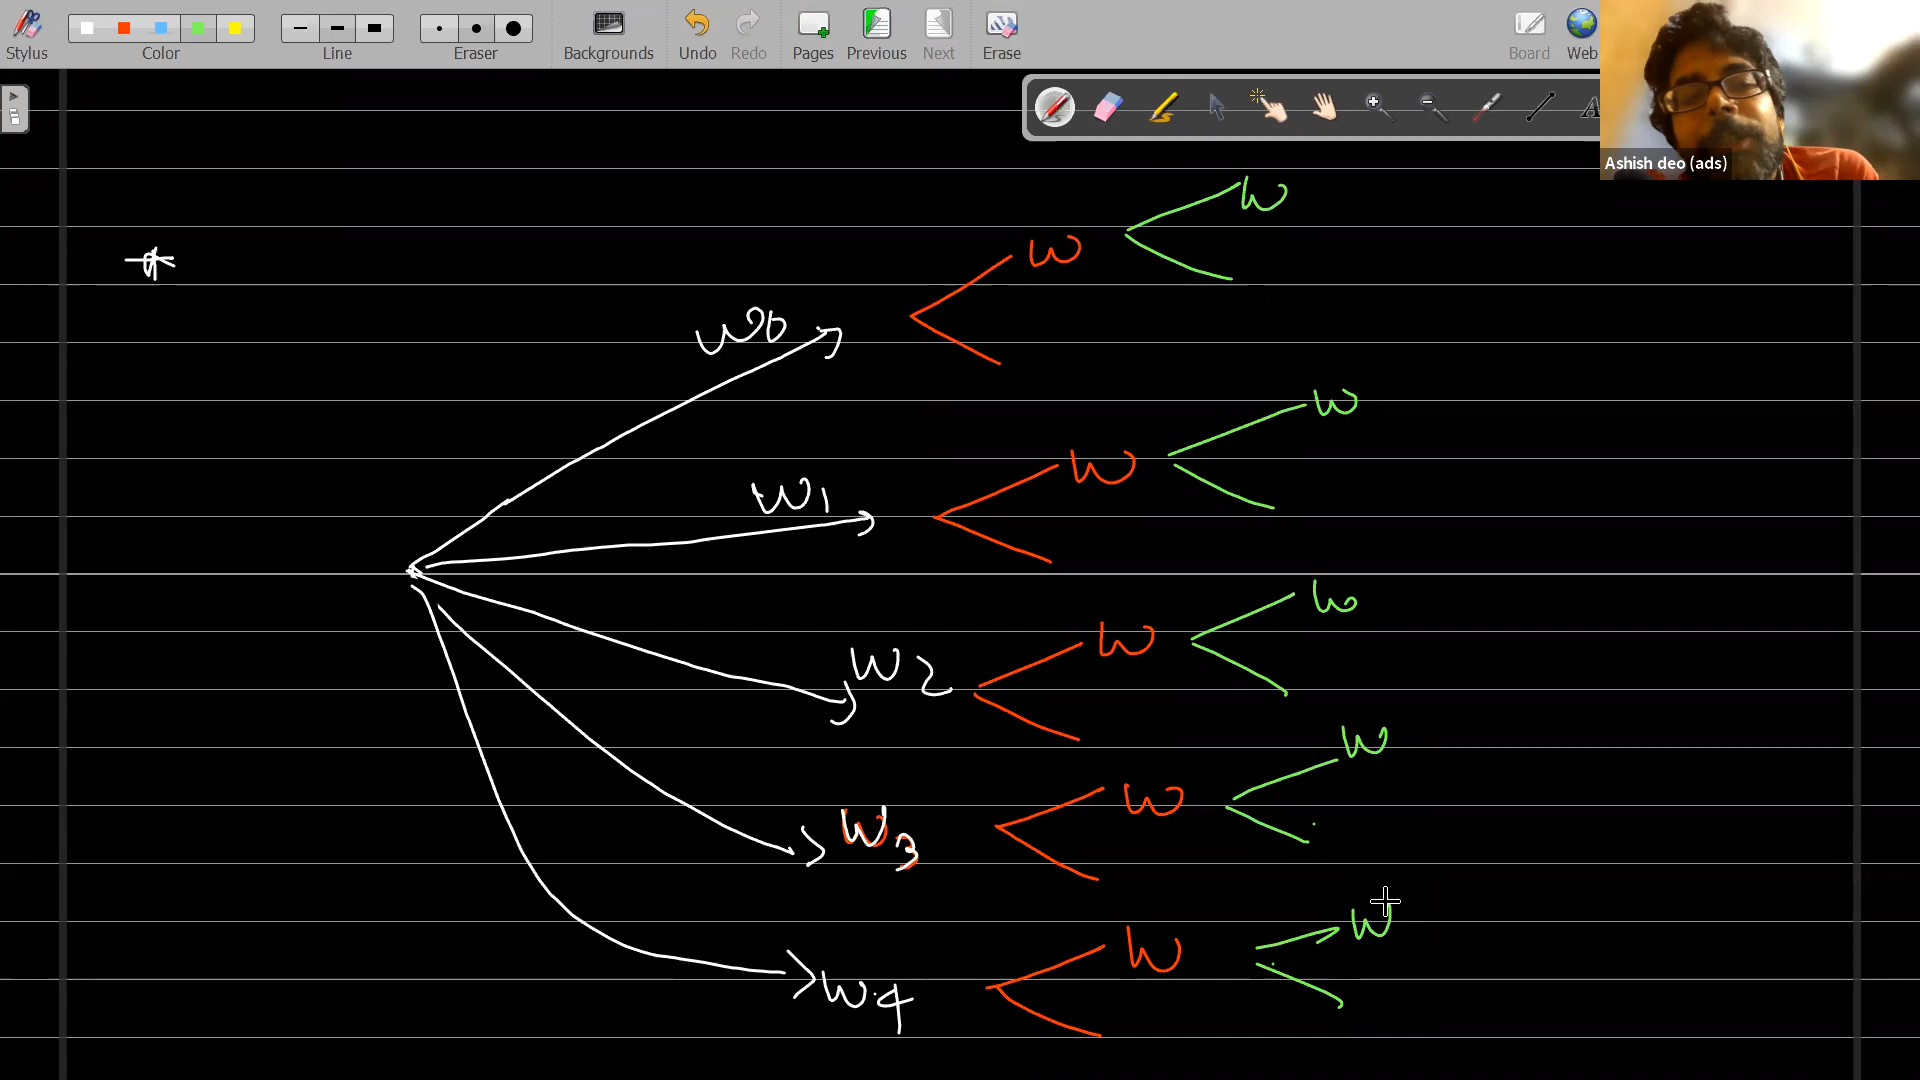 Stylus Color Line Eraser Backgrounds Undo Redo Pages Previous Next Erase Board Web
A
Ashish deo (ads)
w
w
w0
w
w
w1
w
w
w2
w
w
w3
w
w
w4